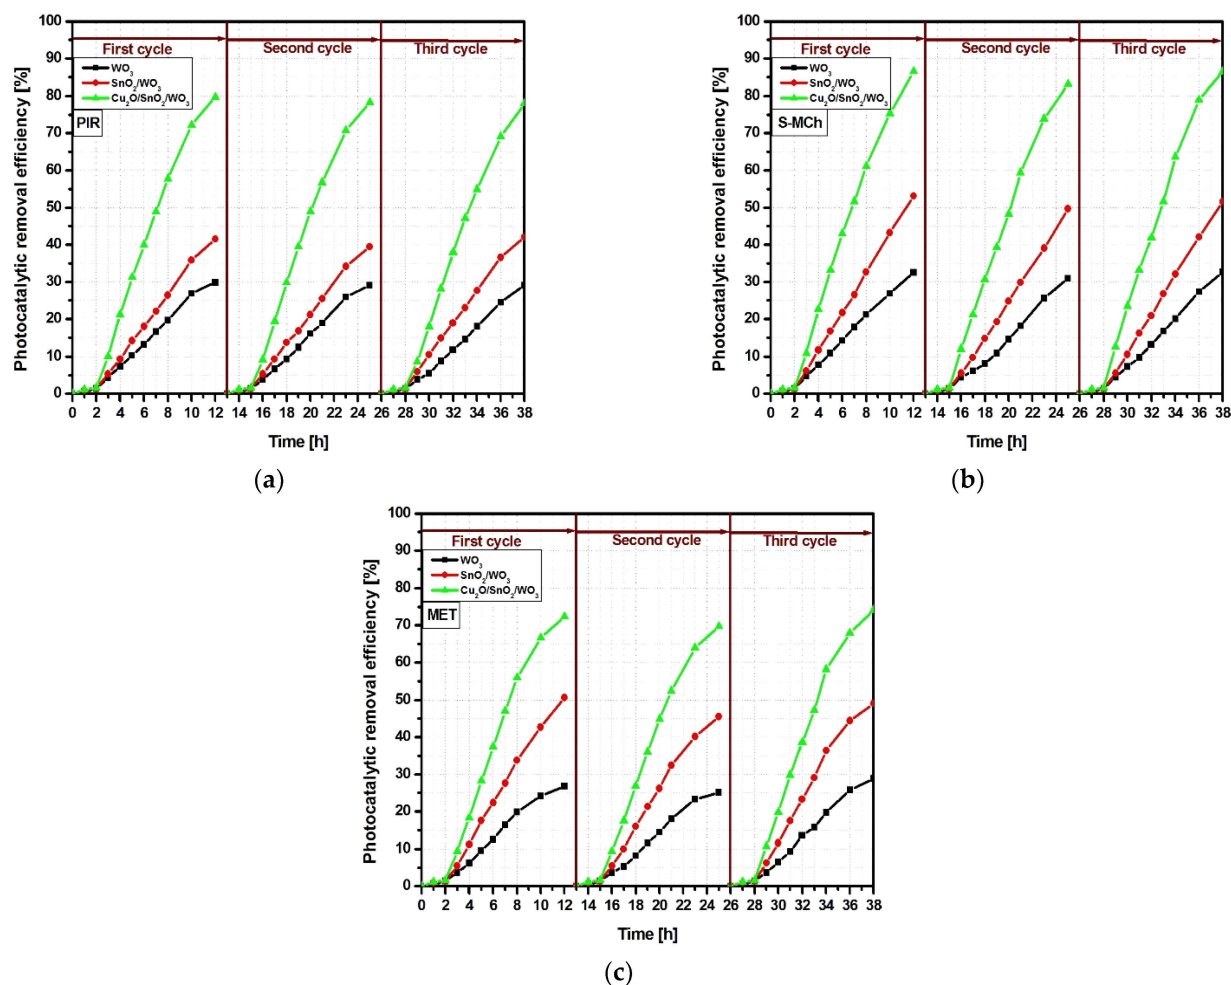 Photocatalytic removal efficiency [%]
100
90
80
70
60
50
40
30
20
10
0
First cycle Second cycle Third cycle
WO₃
SnO₂/WO₃
Cu₂O/SnO₂/WO₃
PIR
0 2 4 6 8 10 12 14 16 18 20 22 24 26 28 30 32 34 36 38
Time [h]
(a)
Photocatalytic removal efficiency [%]
100
90
80
70
60
50
40
30
20
10
0
First cycle Second cycle Third cycle
WO₃
SnO₂/WO₃
Cu₂O/SnO₂/WO₃
S-MCh
0 2 4 6 8 10 12 14 16 18 20 22 24 26 28 30 32 34 36 38
Time [h]
(b)
Photocatalytic removal efficiency [%]
100
90
80
70
60
50
40
30
20
10
0
First cycle Second cycle Third cycle
WO₃
SnO₂/WO₃
Cu₂O/SnO₂/WO₃
MET
0 2 4 6 8 10 12 14 16 18 20 22 24 26 28 30 32 34 36 38
Time [h]
(c)